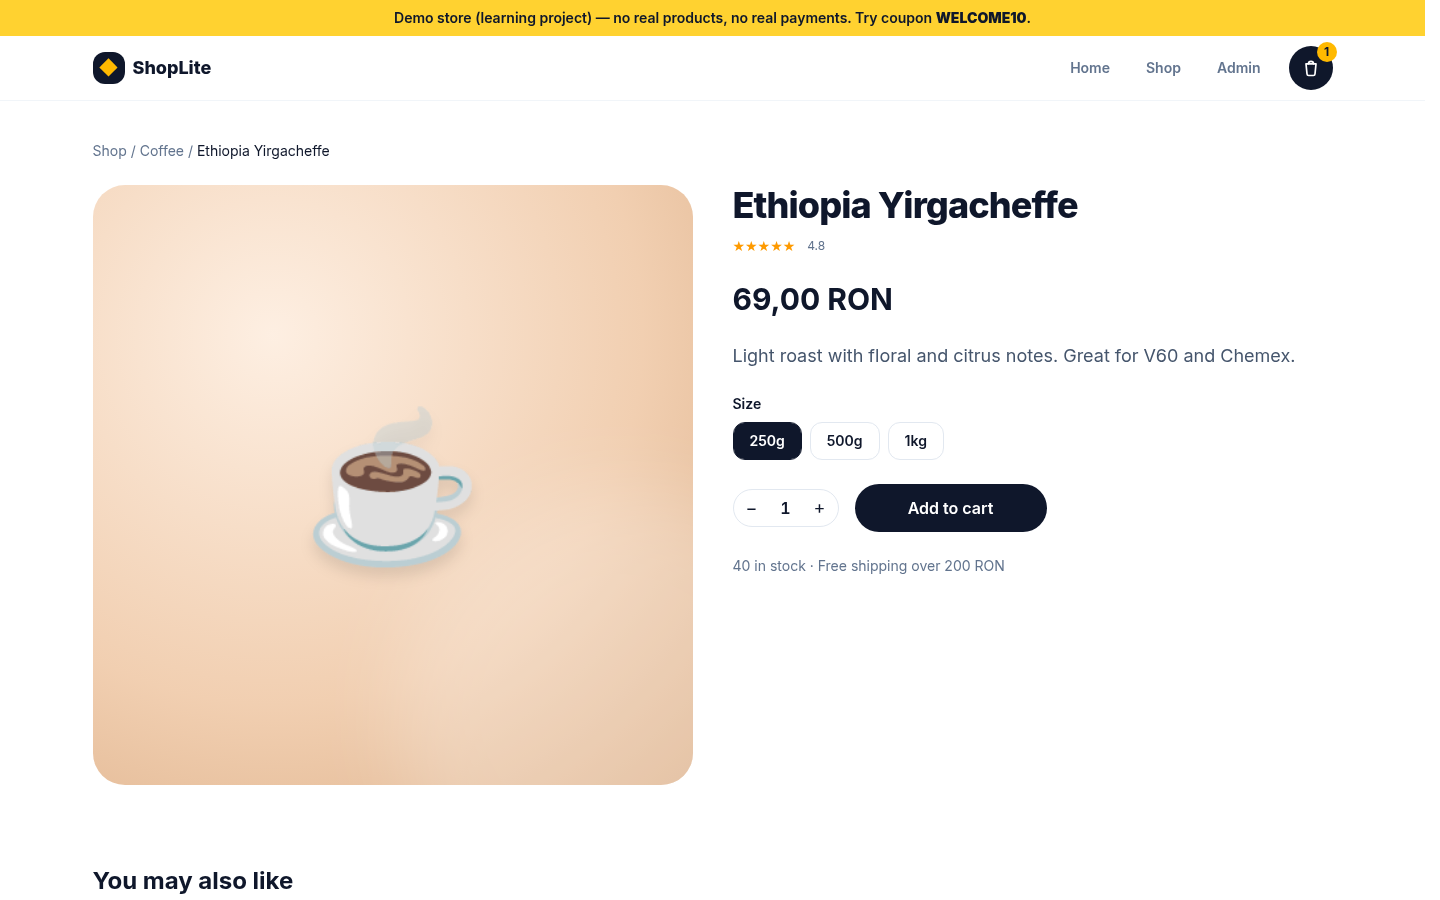 Demo store (learning project) — no real products, no real payments. Try coupon WELCOME10.
ShopLite
Home
Shop
Admin
1
Shop / Coffee / Ethiopia Yirgacheffe
Ethiopia Yirgacheffe
★★★★★ 4.8
69,00 RON
Light roast with floral and citrus notes. Great for V60 and Chemex.
Size
250g
500g
1kg
− 1 +
Add to cart
40 in stock · Free shipping over 200 RON
You may also like